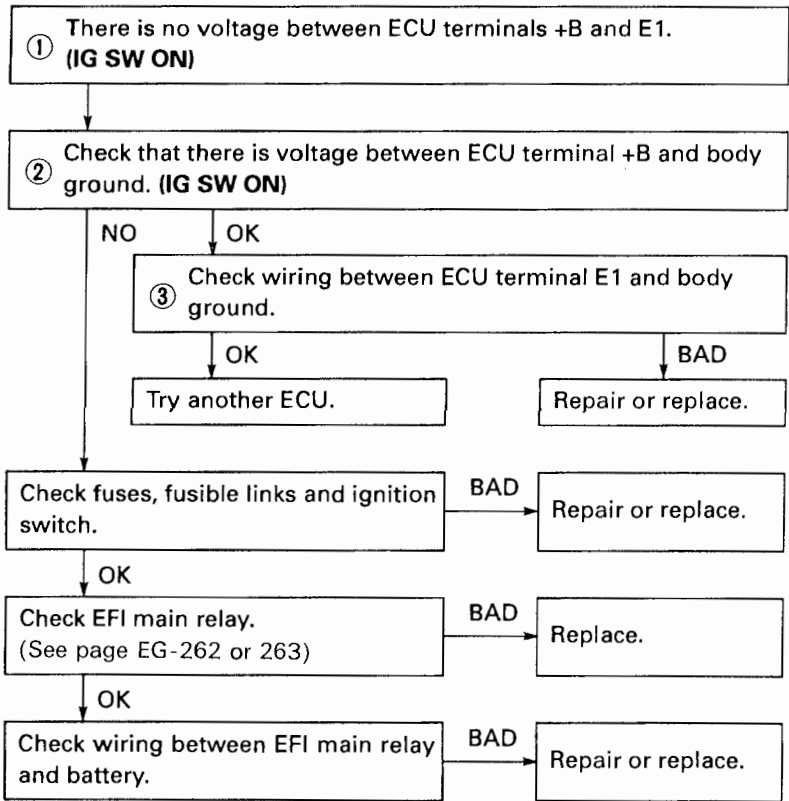 ① There is no voltage between ECU terminals +B and E1.
(IG SW ON)
② Check that there is voltage between ECU terminal +B and body
ground. (IG SW ON)
NO
OK
③ Check wiring between ECU terminal E1 and body
ground.
OK
BAD
Try another ECU.
Repair or replace.
Check fuses, fusible links and ignition
switch.
BAD
Repair or replace.
OK
Check EFI main relay.
(See page EG-262 or 263)
BAD
Replace.
OK
Check wiring between EFI main relay
and battery.
BAD
Repair or replace.